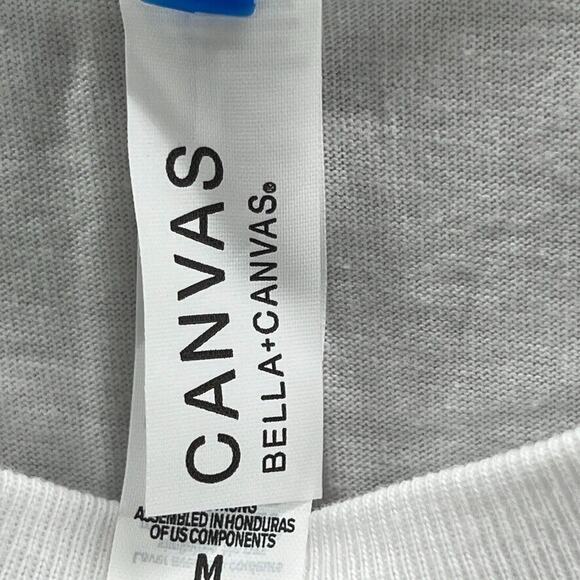 CANVAS
BELLA+CANVAS®
ASSEMBLED IN HONDURAS
OF US COMPONENTS
M